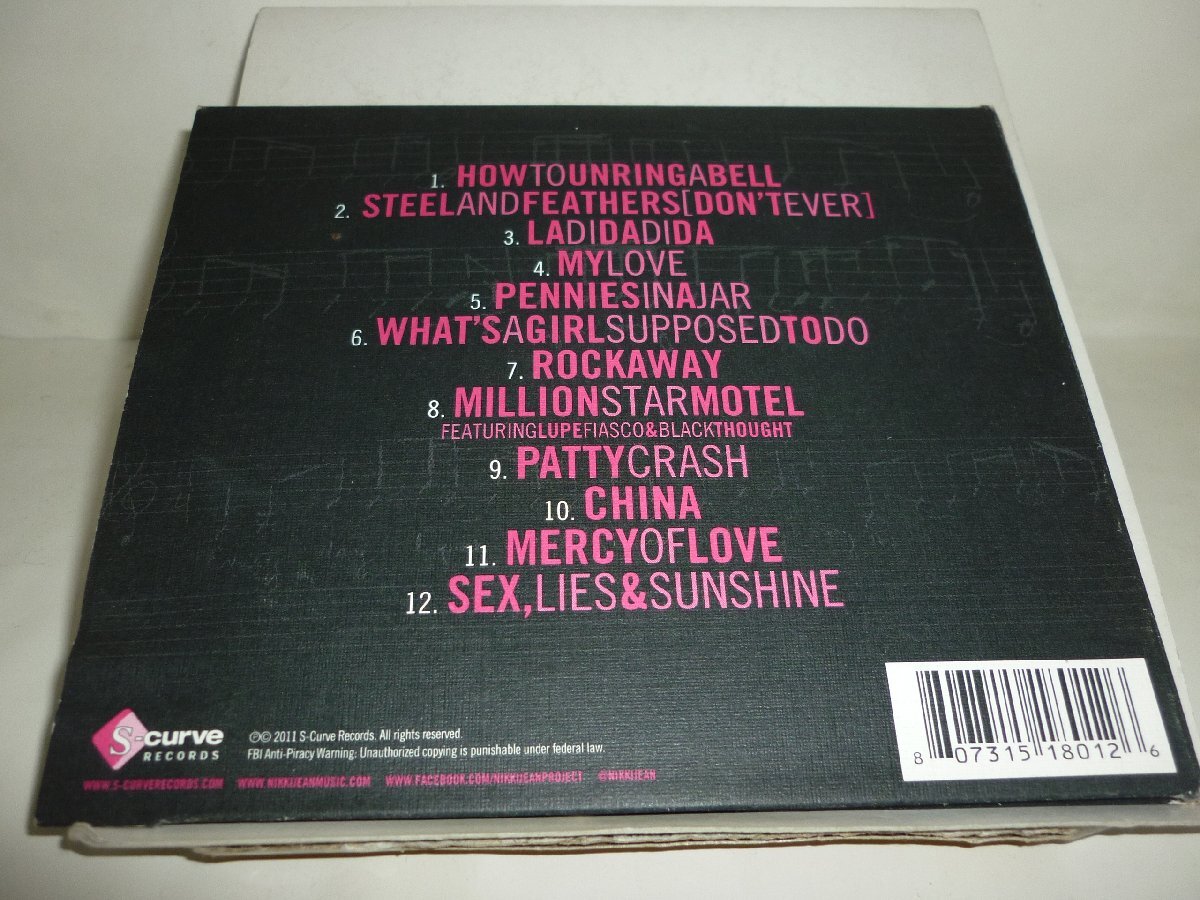 1. HOWTOUNRINGABELL
2. STEELANDFEATHERS[DON'TEVER]
3. LADIDADIDA
4. MYLOVE
5. PENNIESINAJAR
6. WHAT'SAGIRLSUPPOSEDTODO
7. ROCKAWAY
8. MILLIONSTARMOTEL
FEATURINGLUPEFIASCO&BLACKTHOUGHT
9. PATTYCRASH
10. CHINA
11. MERCYOFLOVE
12. SEX,LIES&SUNSHINE
S-curve
RECORDS
℗© 2011 S-Curve Records. All rights reserved.
FBI Anti-Piracy Warning: Unauthorized copying is punishable under federal law.
WWW.S-CURVERECORDS.COM WWW.NIKKIJEANMUSIC.COM WWW.FACEBOOK.COM/NIKKIJEANPROJECT @NIKKIJEAN
8 07315 18012 6